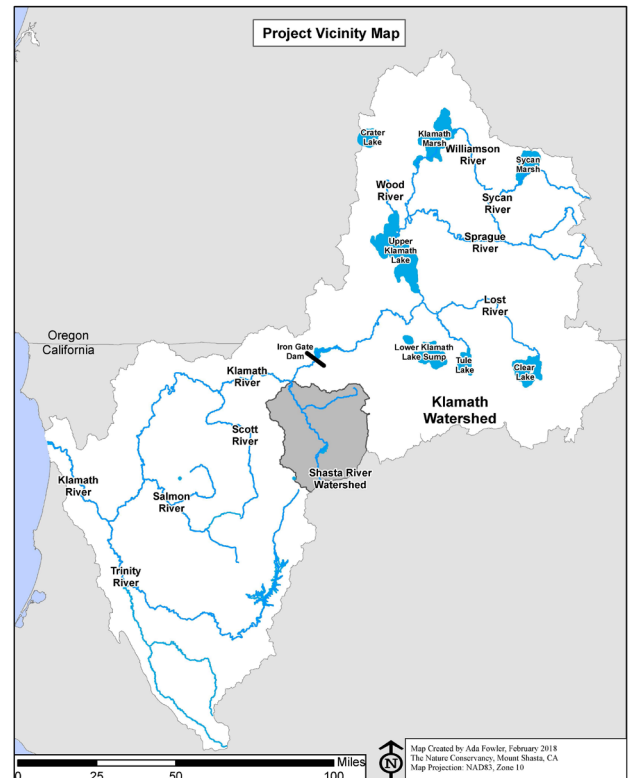 Project Vicinity Map
Crater
Lake
Klamath
Marsh
Williamson
River
Sycan
Marsh
Wood
River
Sycan
River
Sprague
River
Upper
Klamath
Lake
Lost
River
Oregon
California
Iron Gate
Dam
Lower Klamath
Lake Sump
Tule
Lake
Clear
Lake
Klamath
River
Klamath
Watershed
Scott
River
Shasta River
Watershed
Klamath
River
Salmon
River
Trinity
River
Miles
0 25 50 100
N
Map Created by Ada Fowler, February 2018
The Nature Conservancy, Mount Shasta, CA
Map Projection: NAD83, Zone 10